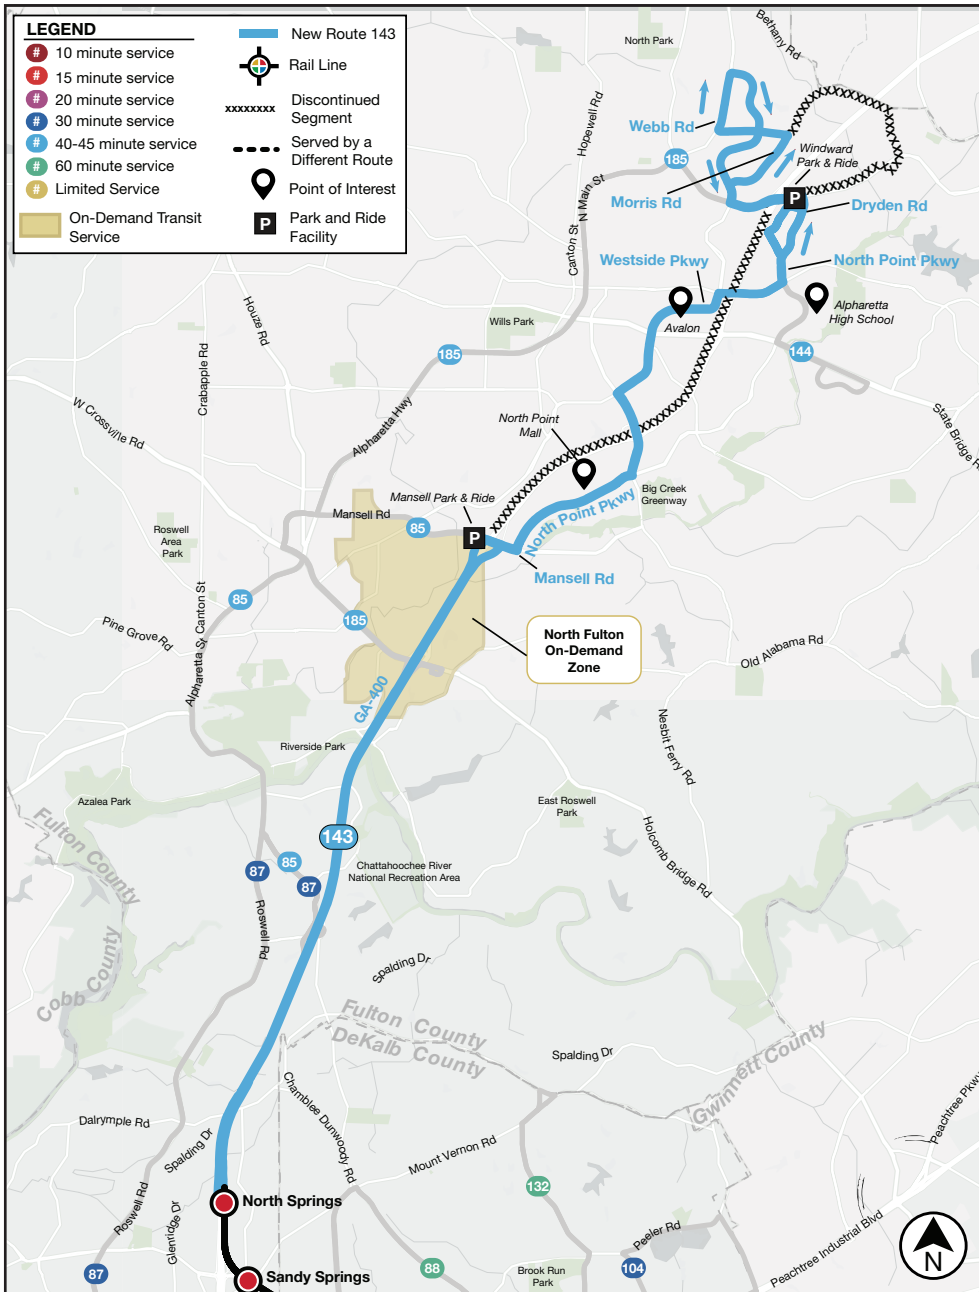 LEGEND
# 10 minute service
# 15 minute service
# 20 minute service
# 30 minute service
# 40-45 minute service
# 60 minute service
# Limited Service
On-Demand Transit
Service
New Route 143
Rail Line
xxxxxxxx Discontinued
Segment
Served by a
Different Route
Point of Interest
P Park and Ride
Facility
Bethany Rd
North Park
Hopewell Rd
Webb Rd
185
Windward
Park & Ride
N Main St
Morris Rd
P
Dryden Rd
Canton St
Westside Pkwy
North Point Pkwy
Houze Rd
Avalon
Alpharetta
High School
Wills Park
Crabapple Rd
185
144
W Crossville Rd
Alpharetta Hwy
State Bridge R
North Point
Mall
Mansell Park & Ride
Big Creek
Greenway
Mansell Rd
85
P
North Point Pkwy
Roswell
Area
Park
Mansell Rd
Canton St
85
185
Pine Grove Rd
North Fulton
On-Demand
Zone
Old Alabama Rd
Alpharetta St
GA-400
Nesbit Ferry Rd
Riverside Park
Azalea Park
East Roswell
Park
Fulton County
143
Holcomb Bridge Rd
85
87
87
Chattahoochee River
National Recreation Area
Roswell Rd
Cobb County
Spalding Dr
Fulton County
DeKalb County
Spalding Dr
Gwinnett County
Chamblee Dunwoody Rd
Peachtree Pkwy
Dalrymple Rd
Spalding Dr
Mount Vernon Rd
132
Roswell Rd
North Springs
Glenridge Dr
Peeler Rd
Peachtree Industrial Blvd
87
Sandy Springs
88
Brook Run
Park
104
N